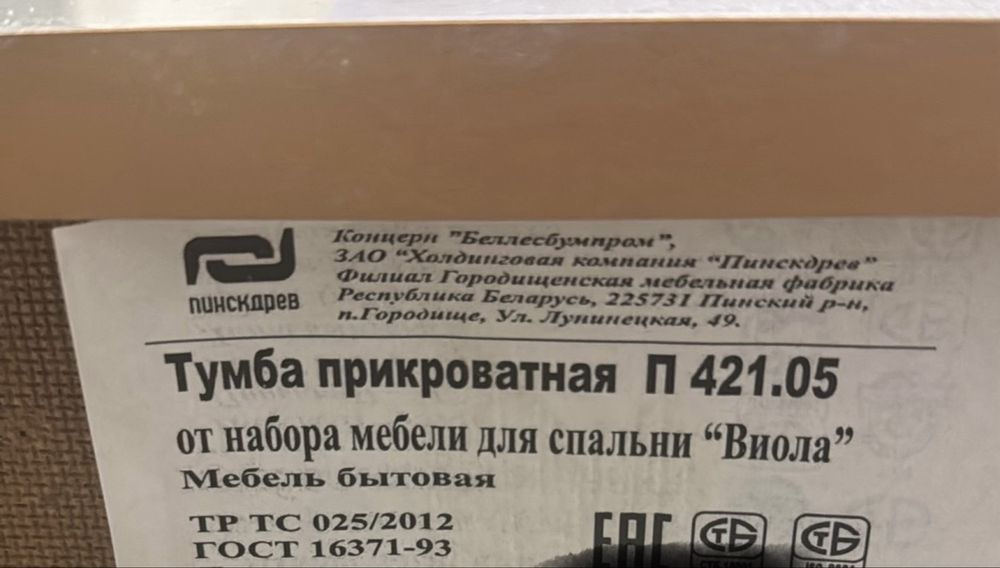 Концерн "Беллесбумпром",
ЗАО "Холдинговая компания "Пинскдрев"
Филиал Городищенская мебельная фабрика
Республика Беларусь, 225731 Пинский р-н,
п.Городище, Ул. Лунинецкая, 49.
ПИНСКДРЕВ
Тумба прикроватная П 421.05
от набора мебели для спальни “Виола”
Мебель бытовая
ТР ТС 025/2012
ГОСТ 16371-93
ЕАС СТБ СТБ